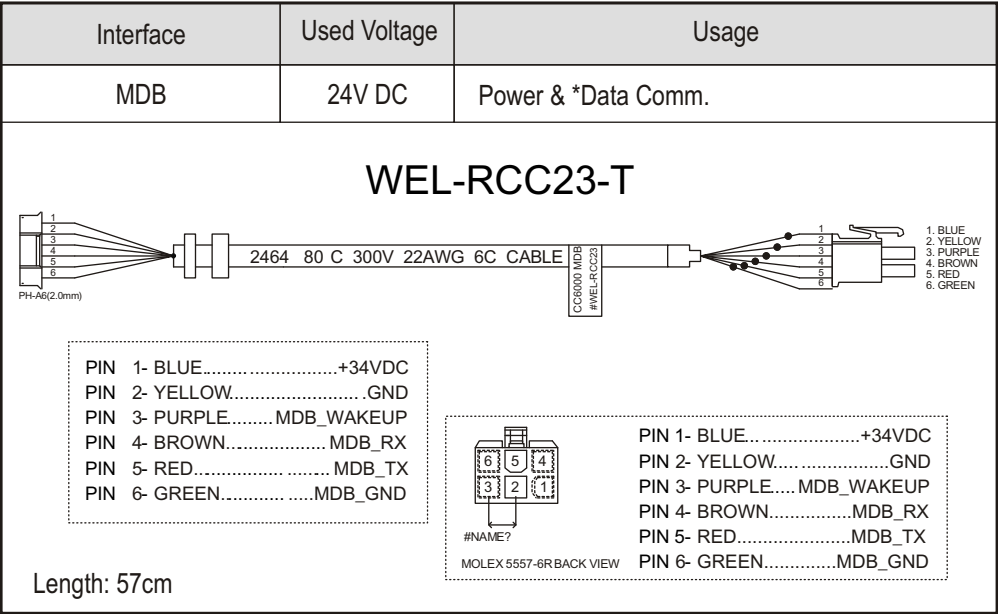 Interface Used Voltage Usage
MDB 24V DC Power & *Data Comm.
WEL-RCC23-T
1
2
3
4
5
6
PH-A6(2.0mm)
2464 80 C 300V 22AWG 6C CABLE
CC6000 MDB
#WEL-RCC23
1
2
3
4
5
6
1. BLUE
2. YELLOW
3. PURPLE
4. BROWN
5. RED
6. GREEN
PIN 1- BLUE......................+34VDC
PIN 2- YELLOW.......................GND
PIN 3- PURPLE.........MDB_WAKEUP
PIN 4- BROWN.................MDB_RX
PIN 5- RED......................MDB_TX
PIN 6- GREEN.................MDB_GND
6 5 4
3 2 1
#NAME?
MOLEX 5557-6R BACK VIEW
PIN 1- BLUE...................+34VDC
PIN 2- YELLOW.....................GND
PIN 3- PURPLE.....MDB_WAKEUP
PIN 4- BROWN...............MDB_RX
PIN 5- RED.....................MDB_TX
PIN 6- GREEN.............MDB_GND
Length: 57cm